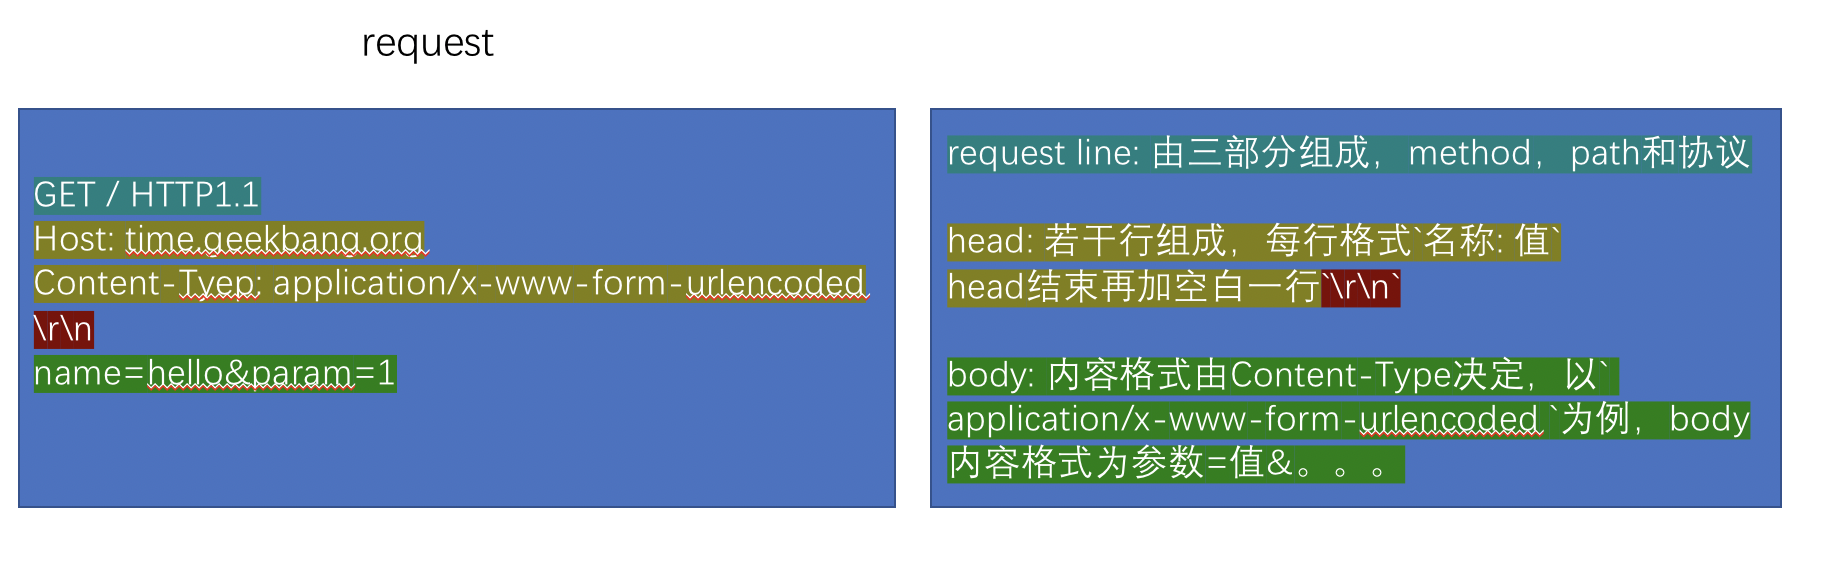 request
GET / HTTP1.1
Host: time.geekbang.org
Content-Tyep: application/x-www-form-urlencoded
\r\n
name=hello&param=1
request line: 由三部分组成，method，path和协议
head: 若干行组成，每行格式`名称: 值`
head结束再加空白一行`\r\n`
body: 内容格式由Content-Type决定，以`
application/x-www-form-urlencoded `为例，body
内容格式为参数=值&。。。